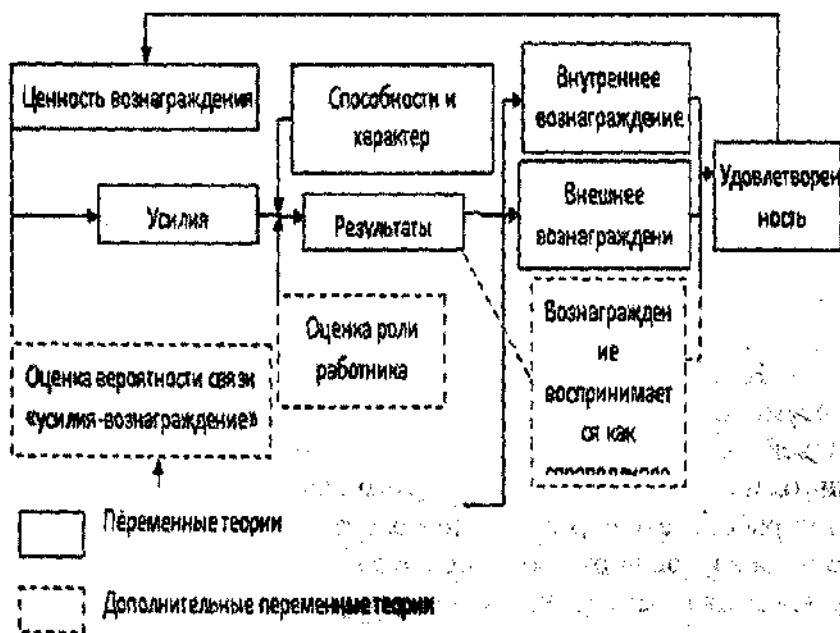 Ценность вознаграждения
Способности и
характер
Внутреннее
вознаграждение
Усилия
Результаты
Внешнее
вознаграждени
Удовлетворен
ность
Оценка вероятности связи
«усилия-вознаграждение»
Оценка роли
работника
Вознагражден
ие
воспринимает
ся как
Переменные теории
Дополнительные переменные теории